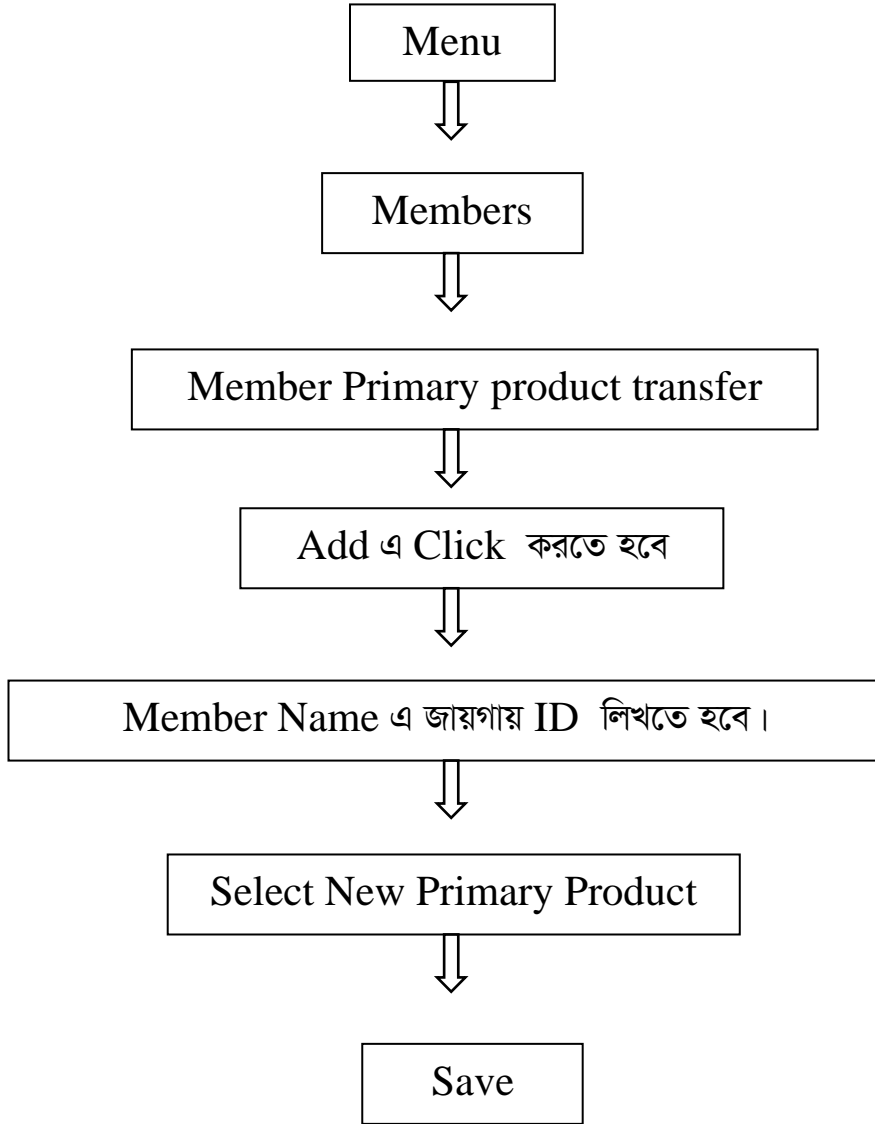 Menu
Members
Member Primary product transfer
Add এ Click করতে হবে
Member Name এ জায়গায় ID লিখতে হবে।
Select New Primary Product
Save